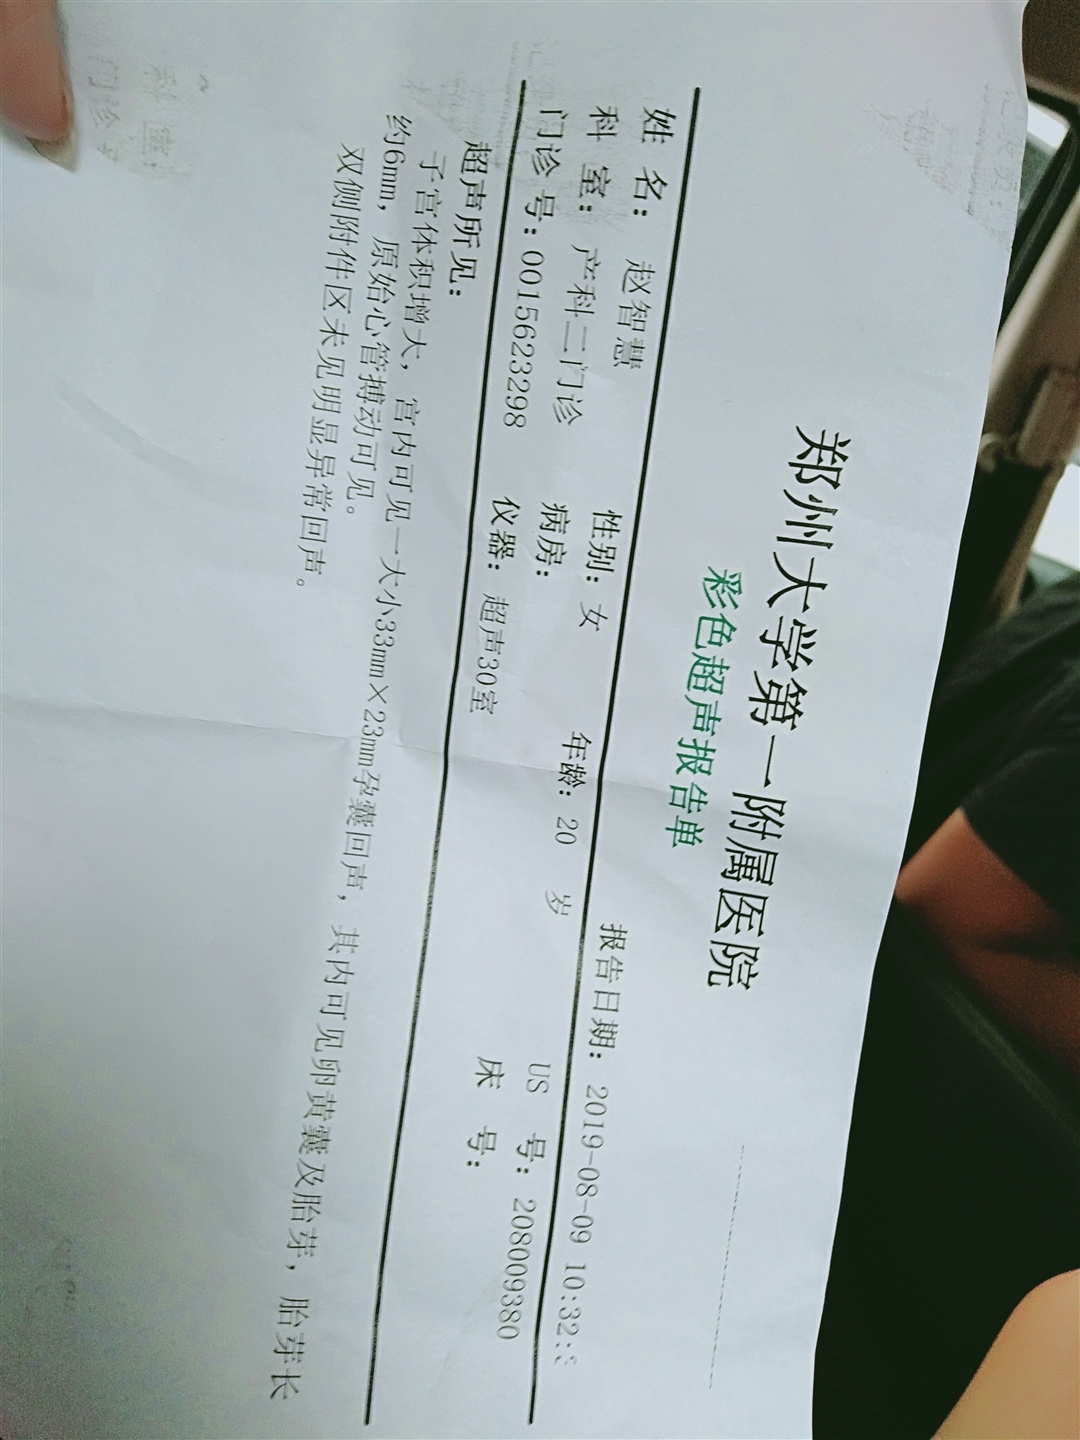 郑州大学第一附属医院
彩色超声报告单
报告日期: 2019-08-09 10:32:
姓 名: 赵智慧 性别: 女 年龄: 20 岁 US 号: 208009380
科 室: 产科二门诊 病房: 床 号:
门诊 号: 0015623298 仪器: 超声30室
超声所见:
子宫体积增大, 宫内可见一大小33mm×23mm孕囊回声, 其内可见卵黄囊及胎芽, 胎芽长
约6mm, 原始心管搏动可见。
双侧附件区未见明显异常回声。